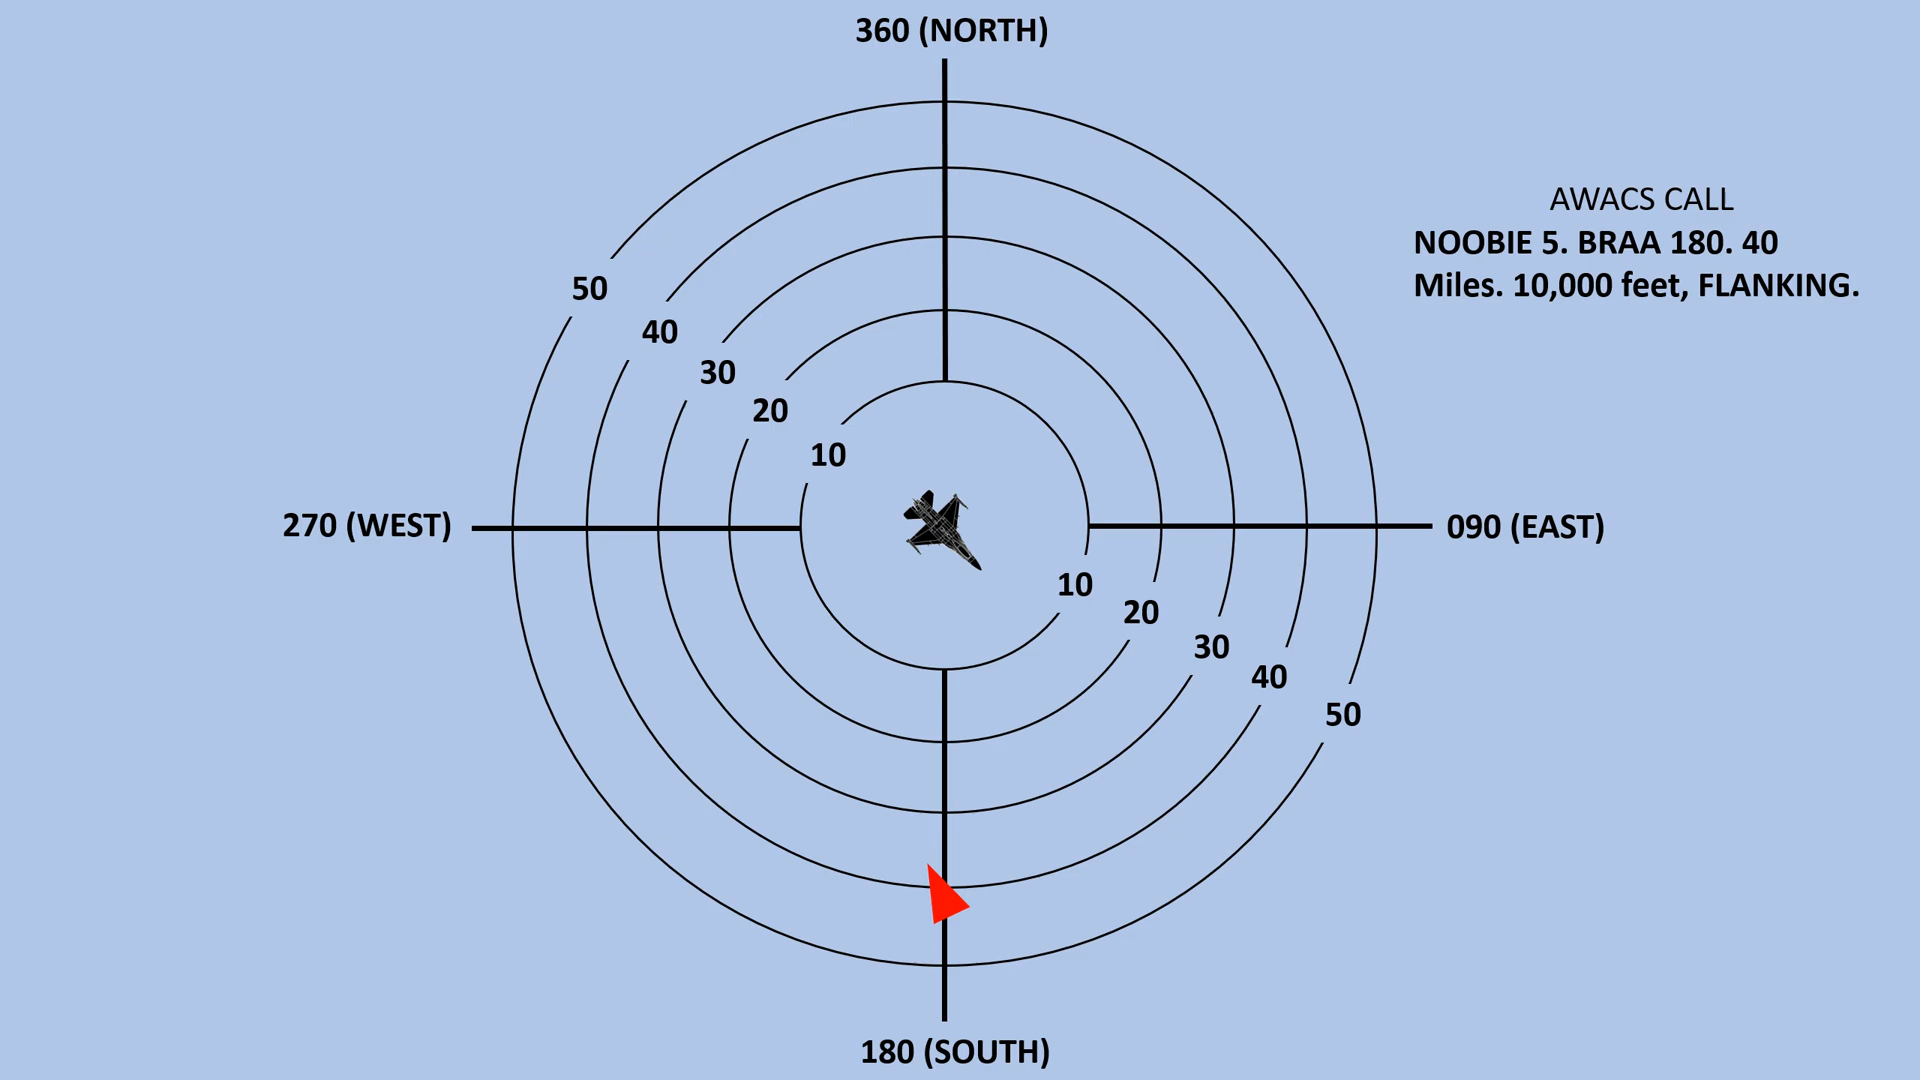 360 (NORTH)
AWACS CALL
NOOBIE 5. BRAA 180. 40
Miles. 10,000 feet, FLANKING.
50
40
30
20
10
270 (WEST)
090 (EAST)
10
20
30
40
50
180 (SOUTH)